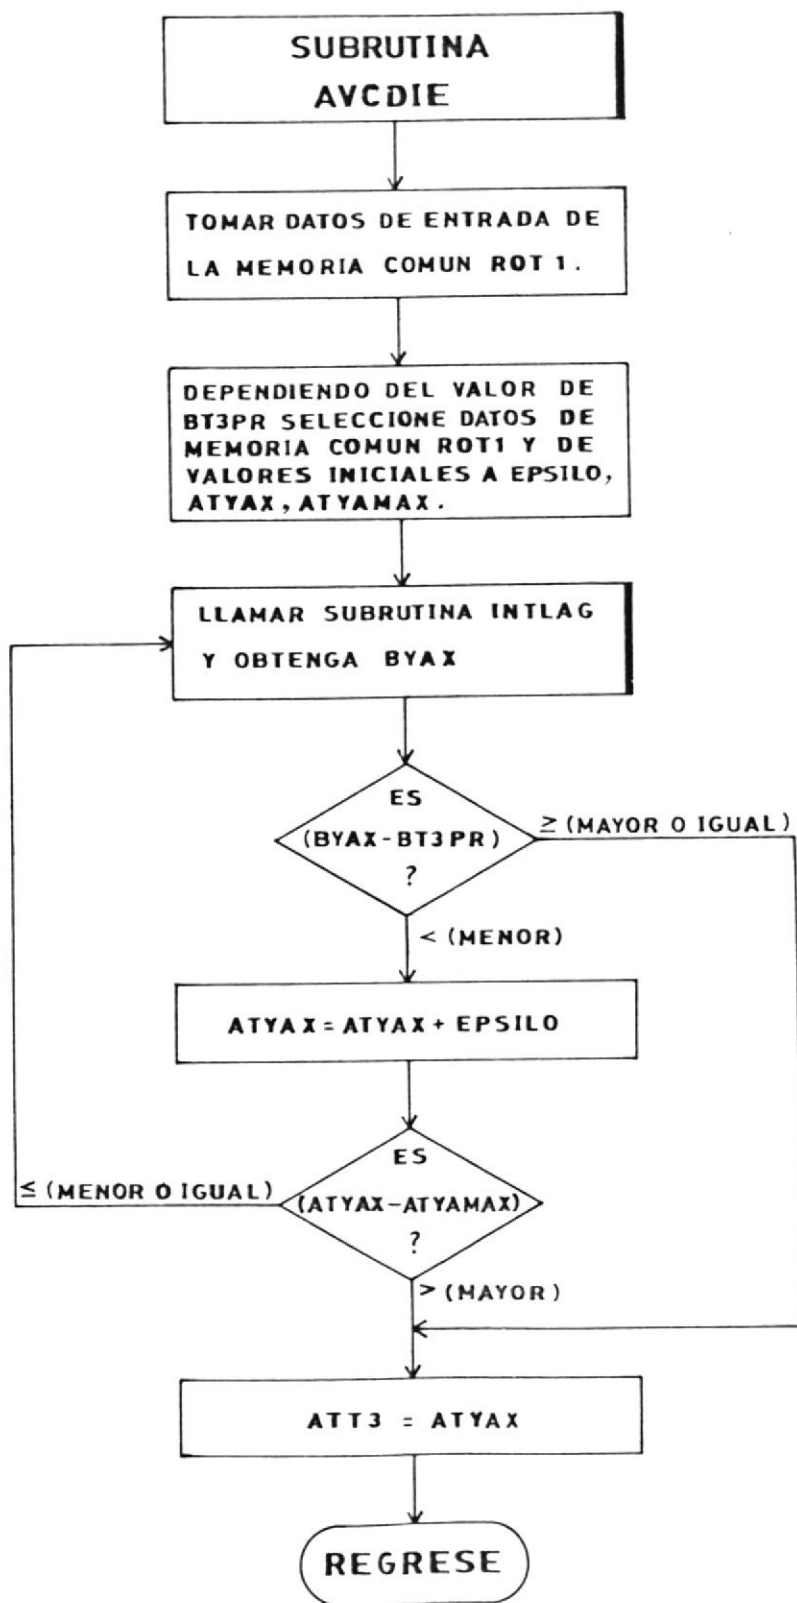 SUBRUTINA
AVCDIE
TOMAR DATOS DE ENTRADA DE
LA MEMORIA COMUN ROT 1.
DEPENDIENDO DEL VALOR DE
BT3PR SELECCIONE DATOS DE
MEMORIA COMUN ROT1 Y DE
VALORES INICIALES A EPSILO,
ATYAX, ATYAMAX.
LLAMAR SUBRUTINA INTLAG
Y OBTENGA BYAX
ES
(BYAX-BT3PR)
?
≥ (MAYOR O IGUAL)
< (MENOR)
ATYAX = ATYAX + EPSILO
ES
(ATYAX-ATYAMAX)
?
≤ (MENOR O IGUAL)
> (MAYOR)
ATT3 = ATYAX
REGRESE